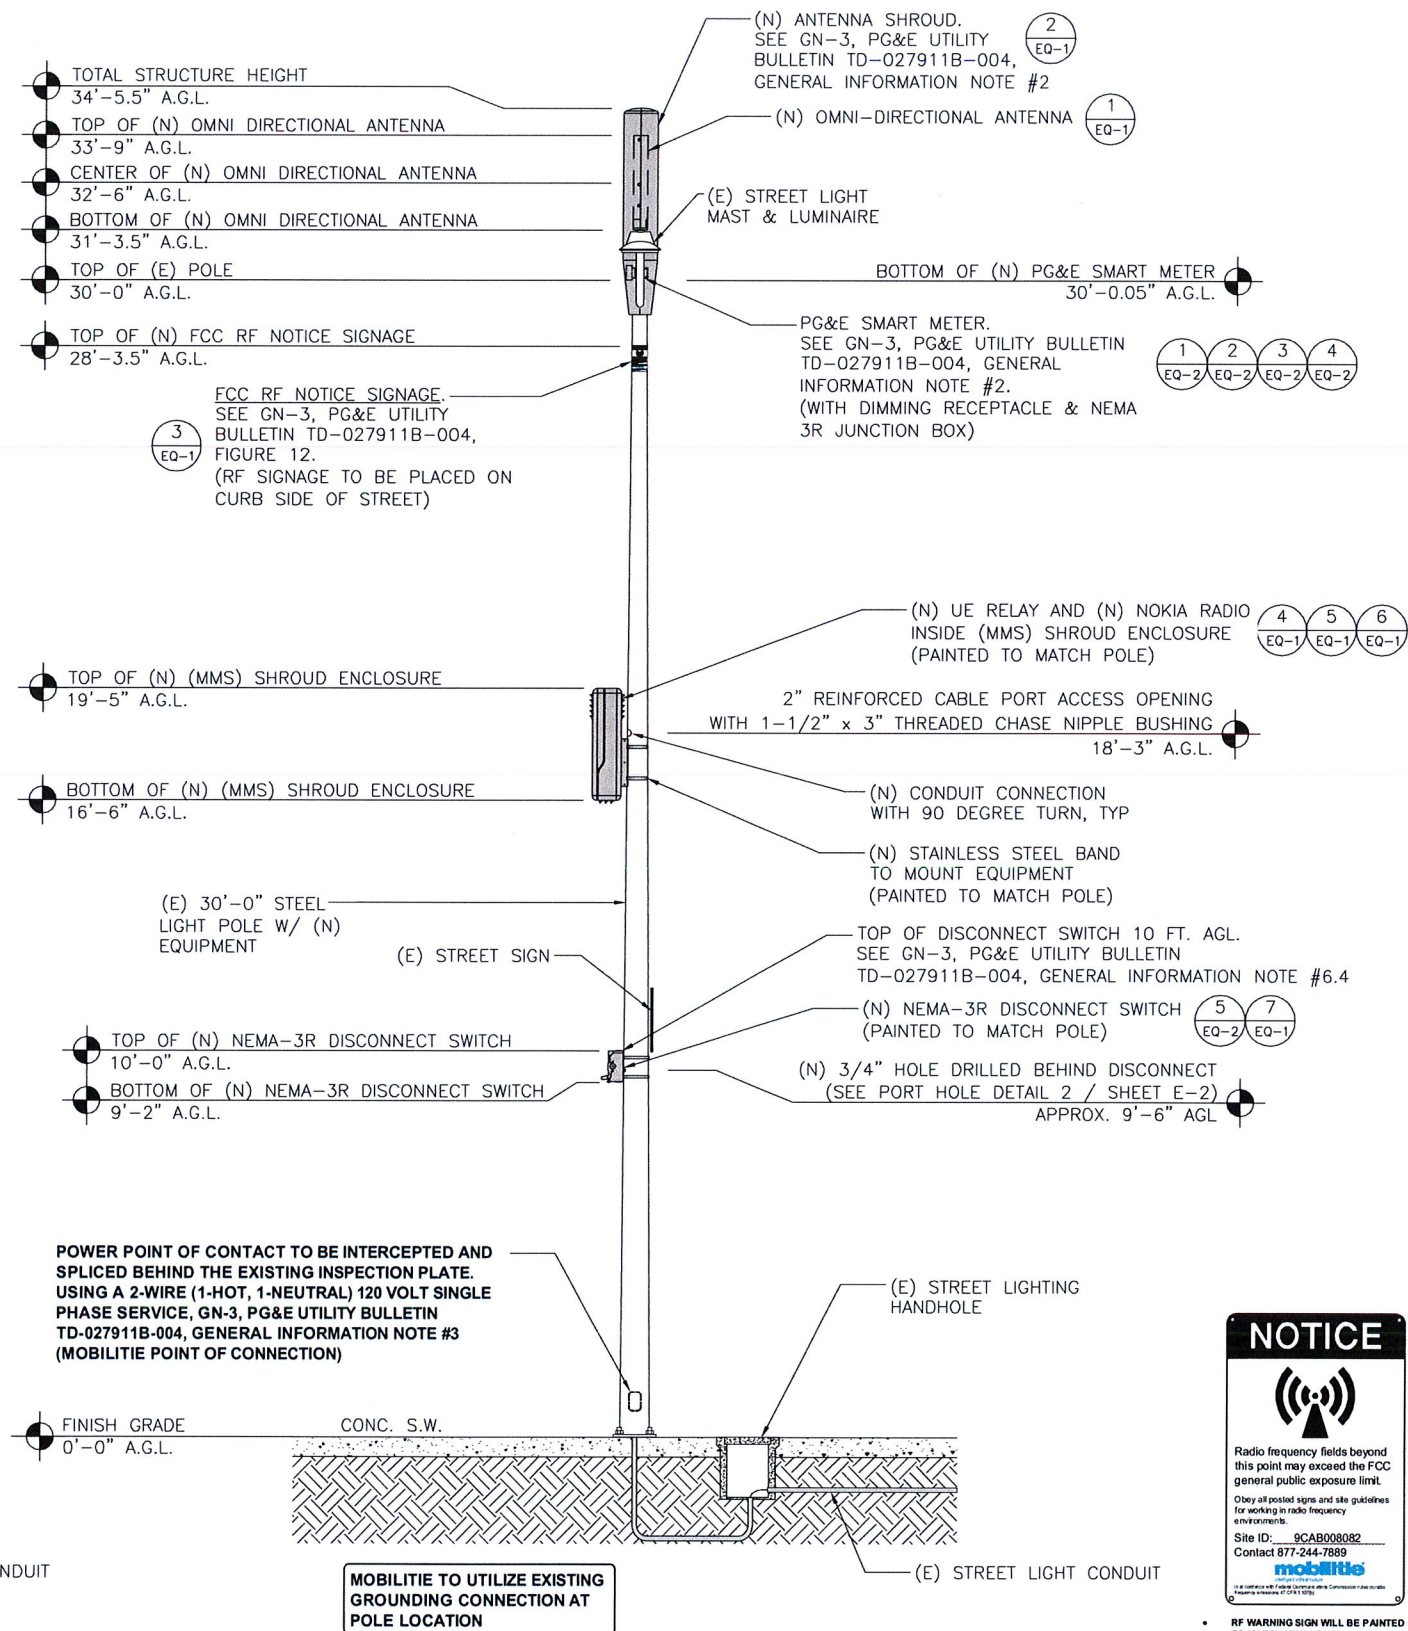 (N) ANTENNA SHROUD.
SEE GN-3, PG&E UTILITY
BULLETIN TD-027911B-004,
GENERAL INFORMATION NOTE #2
2
EQ-1
TOTAL STRUCTURE HEIGHT
34'-5.5" A.G.L.
(N) OMNI-DIRECTIONAL ANTENNA
1
EQ-1
TOP OF (N) OMNI DIRECTIONAL ANTENNA
33'-9" A.G.L.
CENTER OF (N) OMNI DIRECTIONAL ANTENNA
32'-6" A.G.L.
(E) STREET LIGHT
MAST & LUMINAIRE
BOTTOM OF (N) OMNI DIRECTIONAL ANTENNA
31'-3.5" A.G.L.
TOP OF (E) POLE
30'-0" A.G.L.
BOTTOM OF (N) PG&E SMART METER
30'-0.05" A.G.L.
TOP OF (N) FCC RF NOTICE SIGNAGE
28'-3.5" A.G.L.
PG&E SMART METER.
SEE GN-3, PG&E UTILITY BULLETIN
TD-027911B-004, GENERAL
INFORMATION NOTE #2.
(WITH DIMMING RECEPTACLE & NEMA
3R JUNCTION BOX)
1 2 3 4
EQ-2 EQ-2 EQ-2 EQ-2
FCC RF NOTICE SIGNAGE.
SEE GN-3, PG&E UTILITY
BULLETIN TD-027911B-004,
FIGURE 12.
(RF SIGNAGE TO BE PLACED ON
CURB SIDE OF STREET)
3
EQ-1
(N) UE RELAY AND (N) NOKIA RADIO
INSIDE (MMS) SHROUD ENCLOSURE
(PAINTED TO MATCH POLE)
4 5 6
EQ-1 EQ-1 EQ-1
TOP OF (N) (MMS) SHROUD ENCLOSURE
19'-5" A.G.L.
2" REINFORCED CABLE PORT ACCESS OPENING
WITH 1-1/2" x 3" THREADED CHASE NIPPLE BUSHING
18'-3" A.G.L.
BOTTOM OF (N) (MMS) SHROUD ENCLOSURE
16'-6" A.G.L.
(N) CONDUIT CONNECTION
WITH 90 DEGREE TURN, TYP
(N) STAINLESS STEEL BAND
TO MOUNT EQUIPMENT
(PAINTED TO MATCH POLE)
(E) 30'-0" STEEL
LIGHT POLE W/ (N)
EQUIPMENT
(E) STREET SIGN
TOP OF DISCONNECT SWITCH 10 FT. AGL.
SEE GN-3, PG&E UTILITY BULLETIN
TD-027911B-004, GENERAL INFORMATION NOTE #6.4
(N) NEMA-3R DISCONNECT SWITCH
(PAINTED TO MATCH POLE)
5 7
EQ-2 EQ-1
TOP OF (N) NEMA-3R DISCONNECT SWITCH
10'-0" A.G.L.
BOTTOM OF (N) NEMA-3R DISCONNECT SWITCH
9'-2" A.G.L.
(N) 3/4" HOLE DRILLED BEHIND DISCONNECT
(SEE PORT HOLE DETAIL 2 / SHEET E-2)
APPROX. 9'-6" AGL
POWER POINT OF CONTACT TO BE INTERCEPTED AND
SPLICED BEHIND THE EXISTING INSPECTION PLATE.
USING A 2-WIRE (1-HOT, 1-NEUTRAL) 120 VOLT SINGLE
PHASE SERVICE, GN-3, PG&E UTILITY BULLETIN
TD-027911B-004, GENERAL INFORMATION NOTE #3
(MOBILITIE POINT OF CONNECTION)
(E) STREET LIGHTING
HANDHOLE
FINISH GRADE
0'-0" A.G.L.
CONC. S.W.
NDUIT
MOBILITIE TO UTILIZE EXISTING
GROUNDING CONNECTION AT
POLE LOCATION
(E) STREET LIGHT CONDUIT
NOTICE
Radio frequency fields beyond
this point may exceed the FCC
general public exposure limit.
Obey all posted signs and site guidelines
for working in radio frequency
environments.
Site ID: 9CAB008082
Contact 877-244-7889
mobilitie
• RF WARNING SIGN WILL BE PAINTED